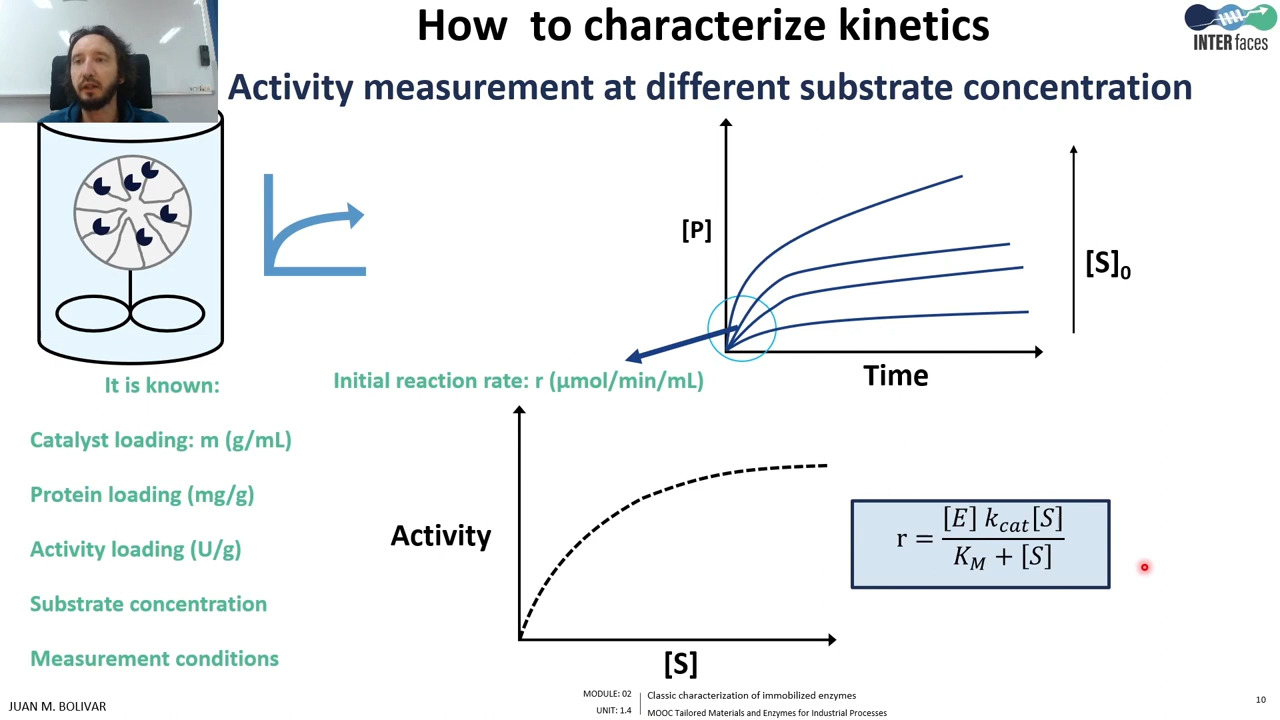 How to characterize kinetics
INTERfaces
Activity measurement at different substrate concentration
[P]
[S]₀
Time
It is known:
Initial reaction rate: r (µmol/min/mL)
Catalyst loading: m (g/mL)
Protein loading (mg/g)
Activity loading (U/g)
Substrate concentration
Measurement conditions
Activity
[S]
r = [E] k_cat[S] / K_M + [S]
JUAN M. BOLIVAR
MODULE: 02
Classic characterization of immobilized enzymes
UNIT: 1.4
MOOC Tailored Materials and Enzymes for Industrial Processes
10